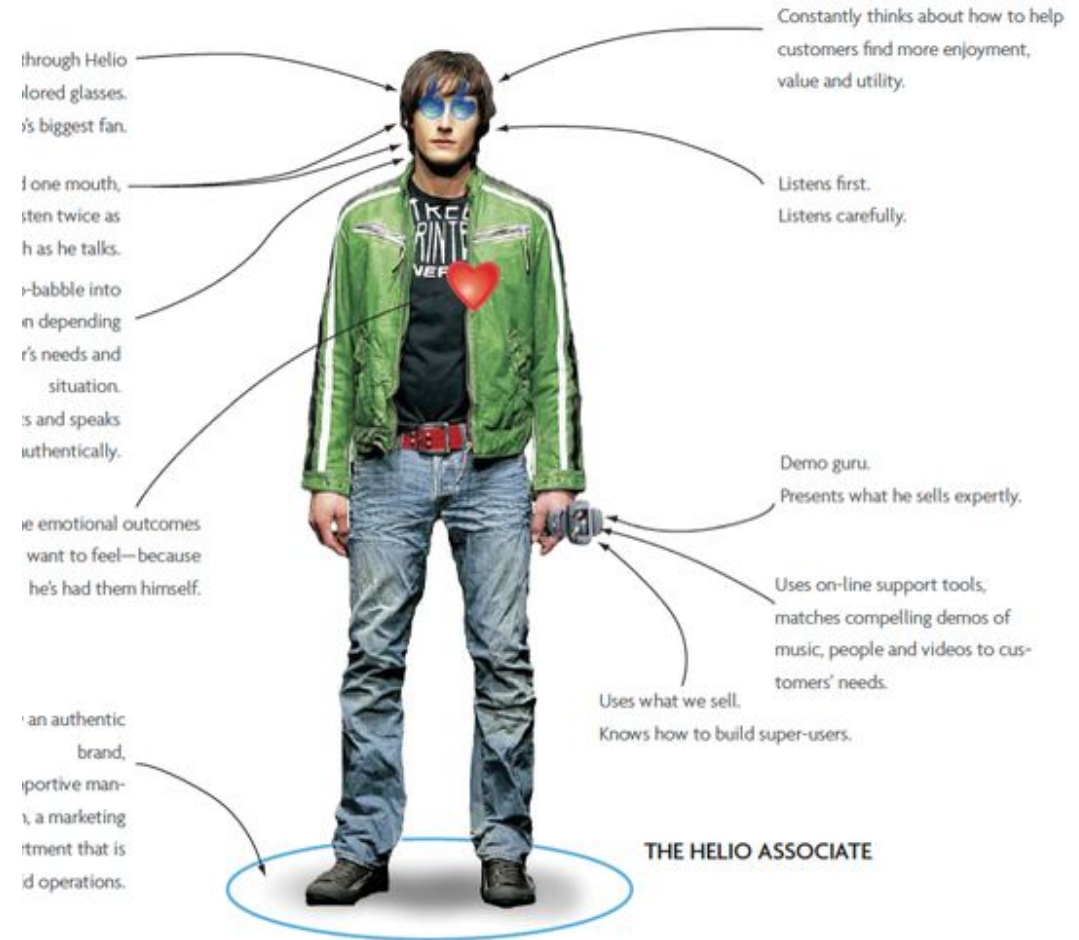 through Helio
lored glasses.
's biggest fan.
d one mouth,
sten twice as
h as he talks.
o-babble into
on depending
r's needs and
situation.
ts and speaks
authentically.
he emotional outcomes
want to feel—because
he's had them himself.
an authentic
brand,
pportive man-
n, a marketing
rtment that is
d operations.
Constantly thinks about how to help
customers find more enjoyment,
value and utility.
Listens first.
Listens carefully.
Demo guru.
Presents what he sells expertly.
Uses on-line support tools,
matches compelling demos of
music, people and videos to cus-
tomers' needs.
Uses what we sell.
Knows how to build super-users.
THE HELIO ASSOCIATE